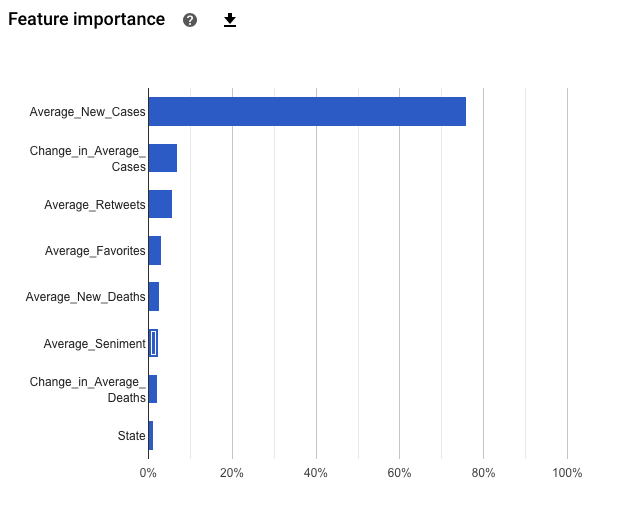 Feature importance
?
Average_New_Cases
Change_in_Average_
Cases
Average_Retweets
Average_Favorites
Average_New_Deaths
Average_Seniment
Change_in_Average_
Deaths
State
0% 20% 40% 60% 80% 100%